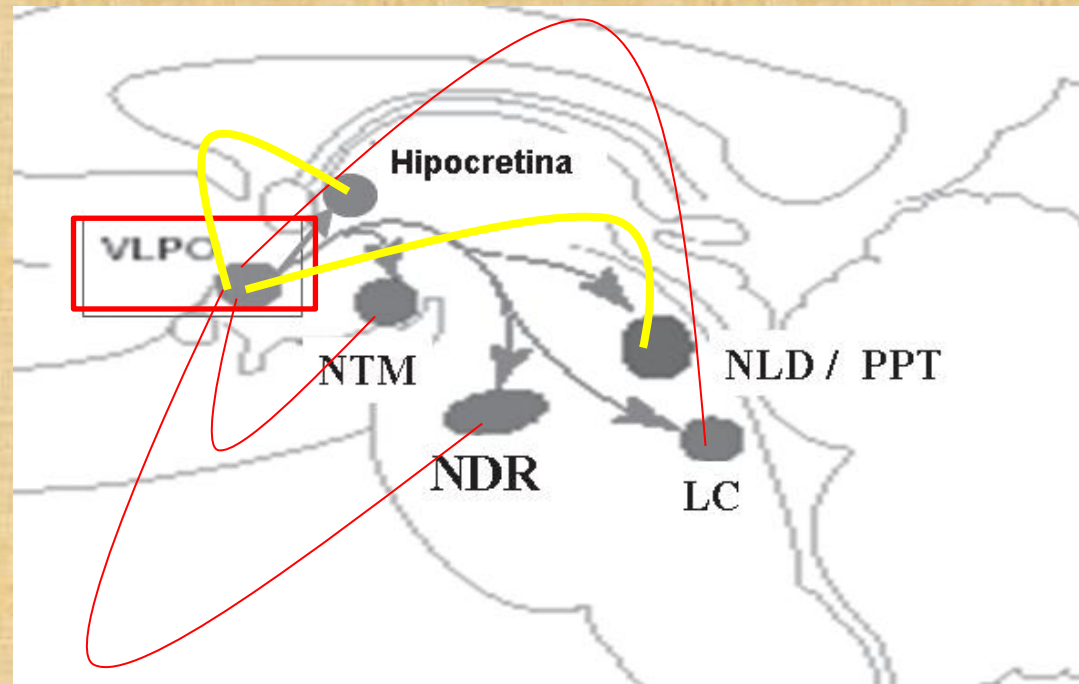 Hipocretina
VLPO
NTM
NLD / PPT
NDR
LC